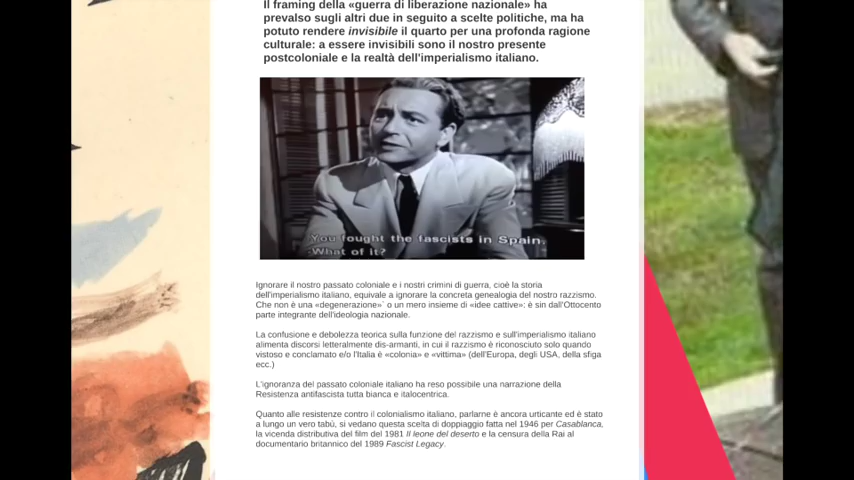 Il framing della «guerra di liberazione nazionale» ha
prevalso sugli altri due in seguito a scelte politiche, ma ha
potuto rendere invisibile il quarto per una profonda ragione
culturale: a essere invisibili sono il nostro presente
postcoloniale e la realtà dell'imperialismo italiano.
You fought the fascists in Spain.
-What of it?
Ignorare il nostro passato coloniale e i nostri crimini di guerra, cioè la storia
dell'imperialismo italiano, equivale a ignorare la concreta genealogia del nostro razzismo.
Che non è una «degenerazione» o un mero insieme di «idee cattive»: è sin dall'Ottocento
parte integrante dell'ideologia nazionale.
La confusione e debolezza teorica sulla funzione del razzismo e sull'imperialismo italiano
alimenta discorsi letteralmente dis-armanti, in cui il razzismo è riconosciuto solo quando
vistoso e conclamato e/o l'Italia è «colonia» e «vittima» (dell'Europa, degli USA, della sfiga
ecc.)
L'ignoranza del passato coloniale italiano ha reso possibile una narrazione della
Resistenza antifascista tutta bianca e italocentrica.
Quanto alle resistenze contro il colonialismo italiano, parlarne è ancora urticante ed è stato
a lungo un vero tabù, si vedano questa scelta di doppiaggio fatta nel 1946 per Casablanca,
la vicenda distributiva del film del 1981 Il leone del deserto e la censura della Rai al
documentario britannico del 1989 Fascist Legacy.